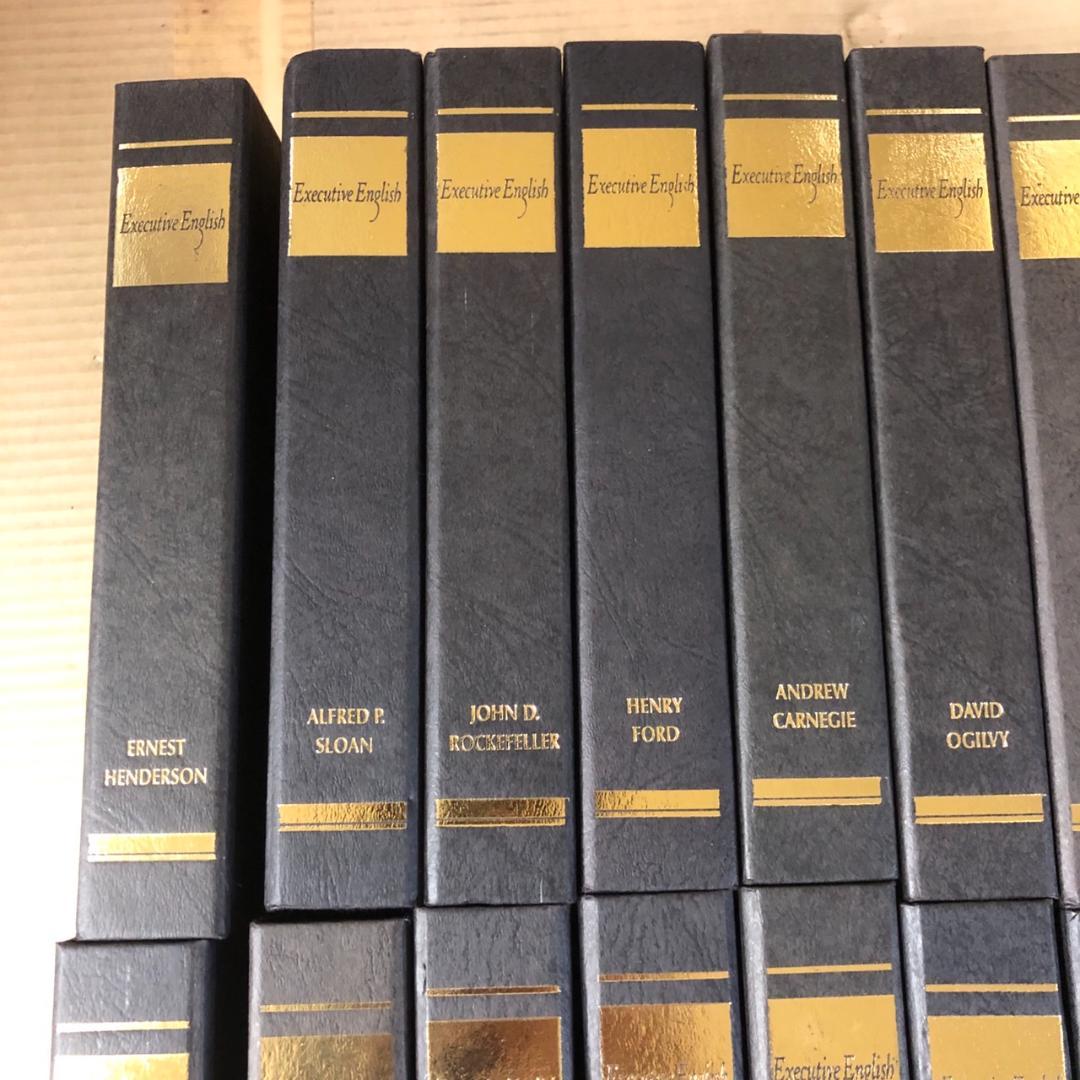 Executive English
ERNEST
HENDERSON
Executive English
ALFRED P.
SLOAN
Executive English
JOHN D.
ROCKEFELLER
Executive English
HENRY
FORD
Executive English
ANDREW
CARNEGIE
Executive English
DAVID
OGILVY
Executive
Executive English